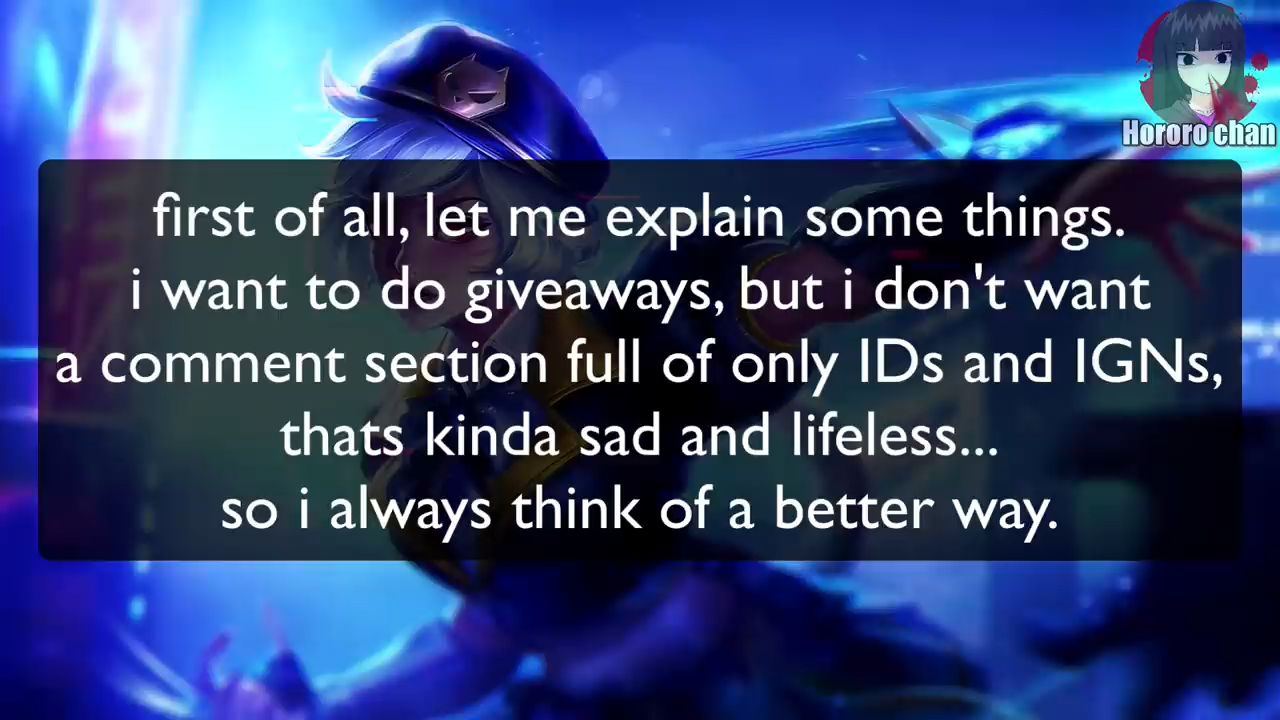 Hororo chan
first of all, let me explain some things.
i want to do giveaways, but i don't want
a comment section full of only IDs and IGNs,
thats kinda sad and lifeless...
so i always think of a better way.